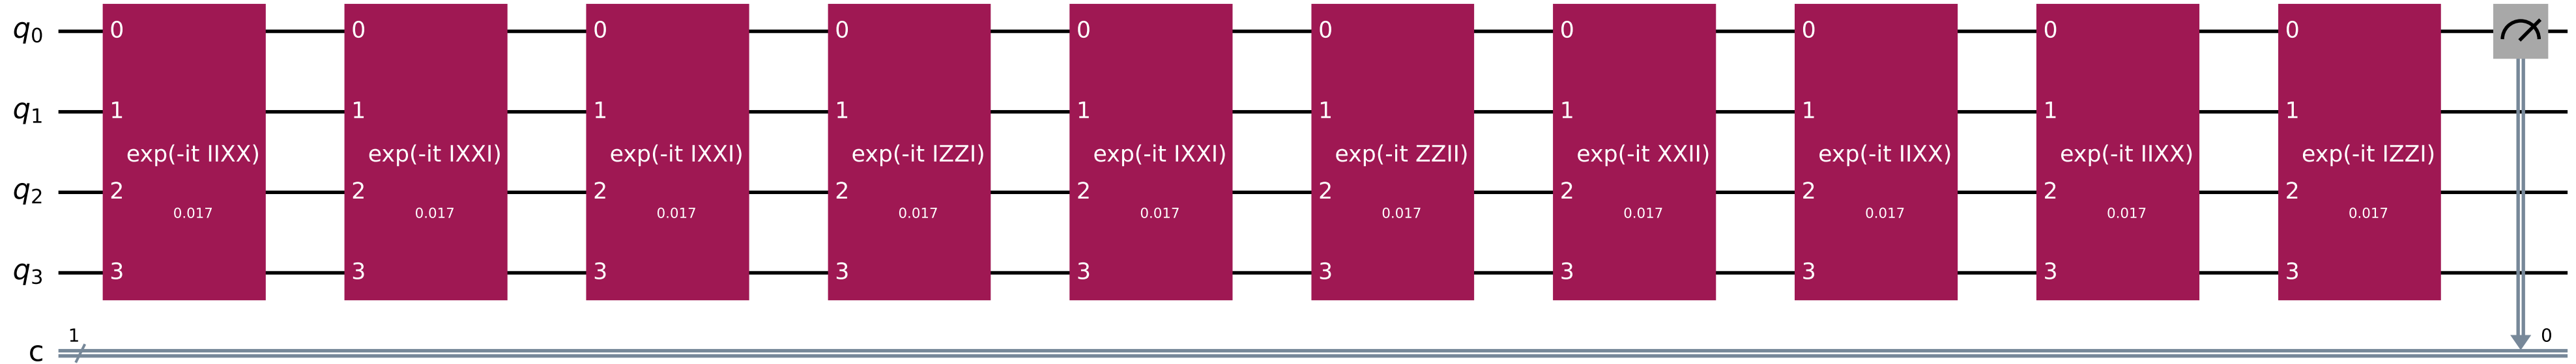 q0 0 0 0 0 0 0 0 0 0 0
q1 1 1 1 1 1 1 1 1 1 1
exp(-it IIXX) exp(-it IXXI) exp(-it IXXI) exp(-it IZZI) exp(-it IXXI) exp(-it ZZII) exp(-it XXII) exp(-it IIXX) exp(-it IIXX) exp(-it IZZI)
q2 2 2 2 2 2 2 2 2 2 2
0.017 0.017 0.017 0.017 0.017 0.017 0.017 0.017 0.017 0.017
q3 3 3 3 3 3 3 3 3 3 3
1 0
c